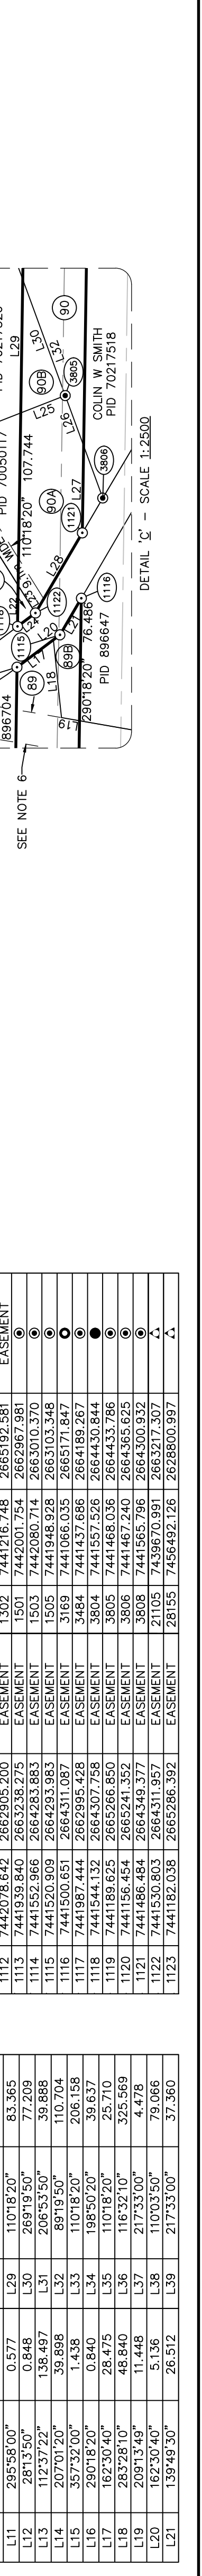 L11 295°58'00" 0.577 L29 110°18'20" 83.365
L12 28°13'50" 0.848 L30 269°19'50" 77.209
L13 112°37'22" 138.497 L31 206°53'50" 39.888
L14 207°01'20" 39.898 L32 89°19'50" 110.704
L15 357°32'00" 1.438 L33 110°18'20" 206.158
L16 290°18'20" 0.840 L34 198°50'20" 39.637
L17 162°30'40" 28.475 L35 110°18'20" 25.710
L18 283°28'10" 48.840 L36 116°32'10" 325.569
L19 209°13'49" 11.448 L37 217°33'00" 4.478
L20 162°30'40" 5.136 L38 110°03'50" 79.066
L21 139°49'30" 26.512 L39 217°33'00" 37.360
1112 7442078.642 2662905.200 EASEMENT 1302 7441216.748 2665192.581 EASEMENT
1113 7441939.840 2663238.275 EASEMENT 1501 7442001.754 2662967.981
1114 7441552.966 2664283.883 EASEMENT 1503 7442080.714 2663010.370
1115 7441520.909 2664293.983 EASEMENT 1505 7441948.928 2663103.348
1116 7441500.651 2664311.087 EASEMENT 3169 7441066.035 2665171.847
1117 7441987.444 2662995.428 EASEMENT 3484 7441437.686 2664189.267
1118 7441544.132 2664307.758 EASEMENT 3804 7441557.526 2664430.844
1119 7441189.625 2665266.850 EASEMENT 3805 7441468.036 2664433.786
1120 7441156.454 2665241.352 EASEMENT 3806 7441467.240 2664365.625
1121 7441486.484 2664349.377 EASEMENT 3808 7441565.796 2664300.932
1122 7441530.803 2664311.957 EASEMENT 21105 7439670.991 2663217.307
1123 7441182.038 2665286.392 EASEMENT 28155 7456492.126 2628800.997
896704
PID 70050117
L29
SEE NOTE 6
89
L17
1115
L22
110°18'20" 107.744
L18
L19
L20
L21
89B
1122
L28
90A
L25
90B
L30
L32
90
3805
L26
1121
L27
290°18'20" 76.486
1116
3806
PID 896647
COLIN W SMITH
PID 70217518
DETAIL 'C' – SCALE 1:2500